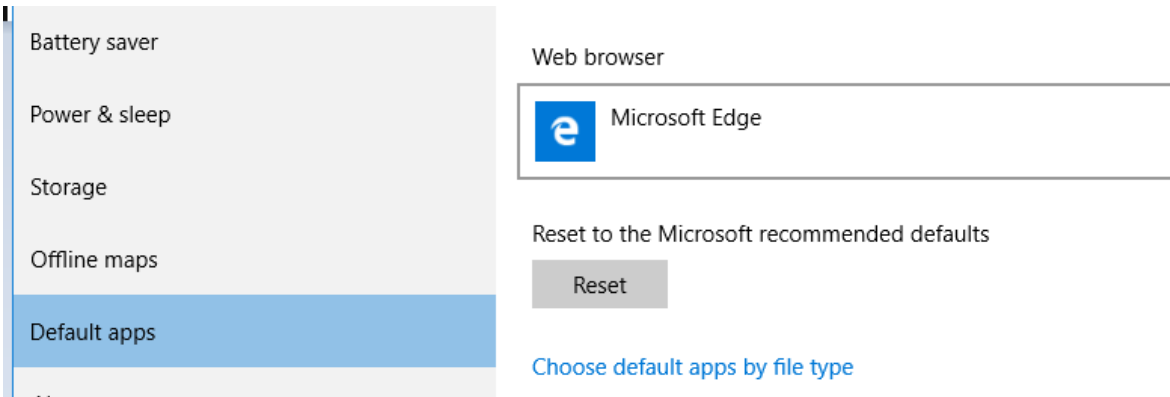 Battery saver
Power & sleep
Storage
Offline maps
Default apps
Web browser
Microsoft Edge
Reset to the Microsoft recommended defaults
Reset
Choose default apps by file type